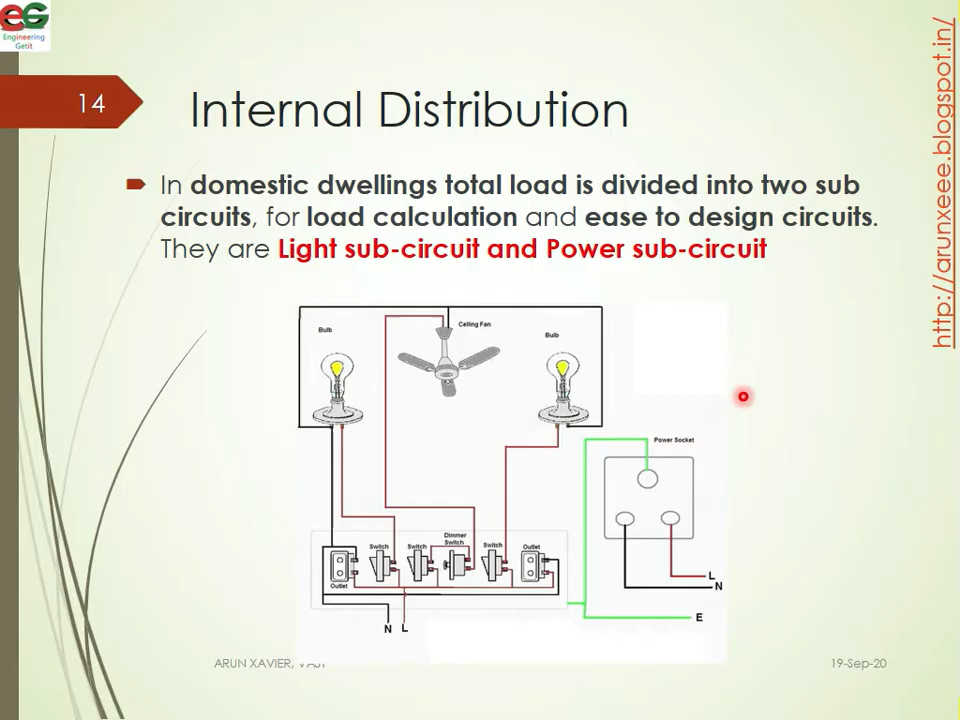 EG
Engineering
Getit
14
Internal Distribution
In domestic dwellings total load is divided into two sub
circuits, for load calculation and ease to design circuits.
They are Light sub-circuit and Power sub-circuit
http://arunxeee.blogspot.in/
Bulb
Ceiling Fan
Bulb
Power Socket
L
N
E
Outlet
Switch
Switch
Dimmer
Switch
Switch
Outlet
N L
ARUN XAVIER, VAJT
19-Sep-20